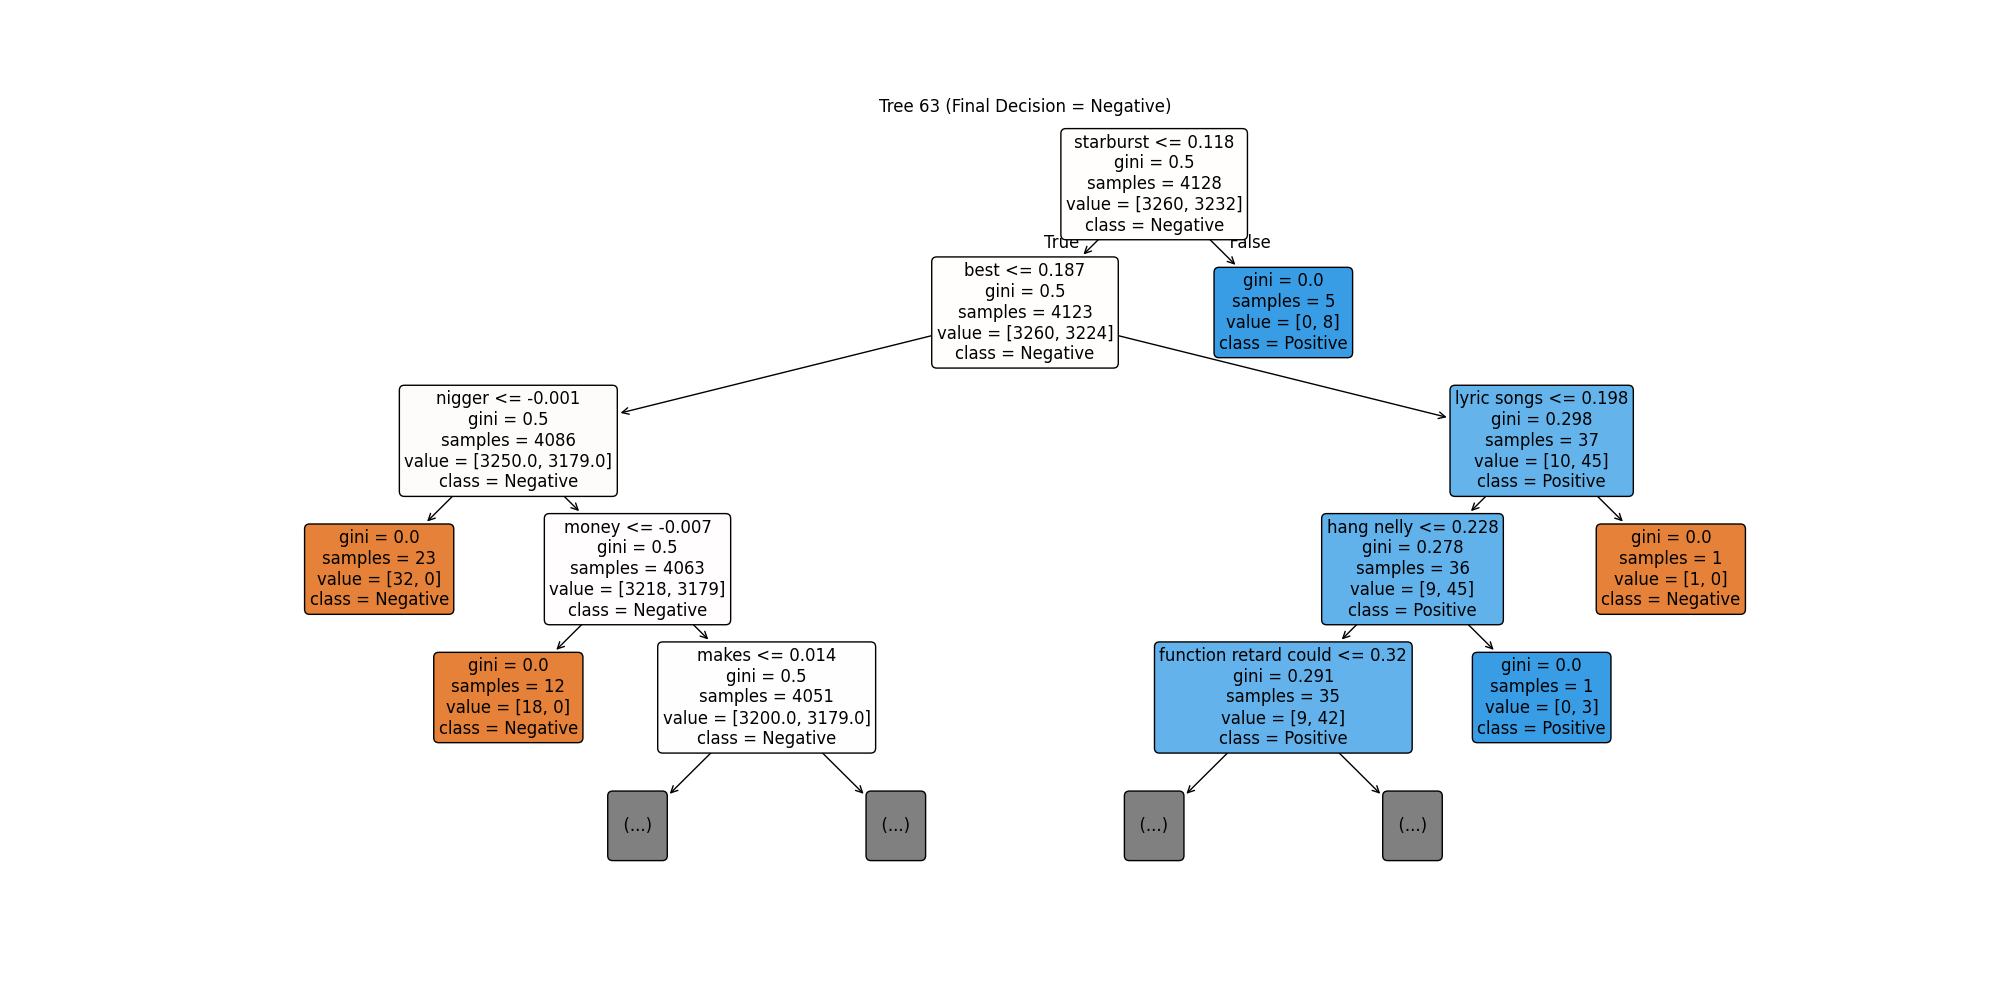 Tree 63 (Final Decision = Negative)
starburst <= 0.118
gini = 0.5
samples = 4128
value = [3260, 3232]
class = Negative
True
False
best <= 0.187
gini = 0.5
samples = 4123
value = [3260, 3224]
class = Negative
gini = 0.0
samples = 5
value = [0, 8]
class = Positive
nigger <= -0.001
gini = 0.5
samples = 4086
value = [3250.0, 3179.0]
class = Negative
lyric songs <= 0.198
gini = 0.298
samples = 37
value = [10, 45]
class = Positive
gini = 0.0
samples = 23
value = [32, 0]
class = Negative
money <= -0.007
gini = 0.5
samples = 4063
value = [3218, 3179]
class = Negative
hang nelly <= 0.228
gini = 0.278
samples = 36
value = [9, 45]
class = Positive
gini = 0.0
samples = 1
value = [1, 0]
class = Negative
gini = 0.0
samples = 12
value = [18, 0]
class = Negative
makes <= 0.014
gini = 0.5
samples = 4051
value = [3200.0, 3179.0]
class = Negative
function retard could <= 0.32
gini = 0.291
samples = 35
value = [9, 42]
class = Positive
gini = 0.0
samples = 1
value = [0, 3]
class = Positive
(...)
(...)
(...)
(...)